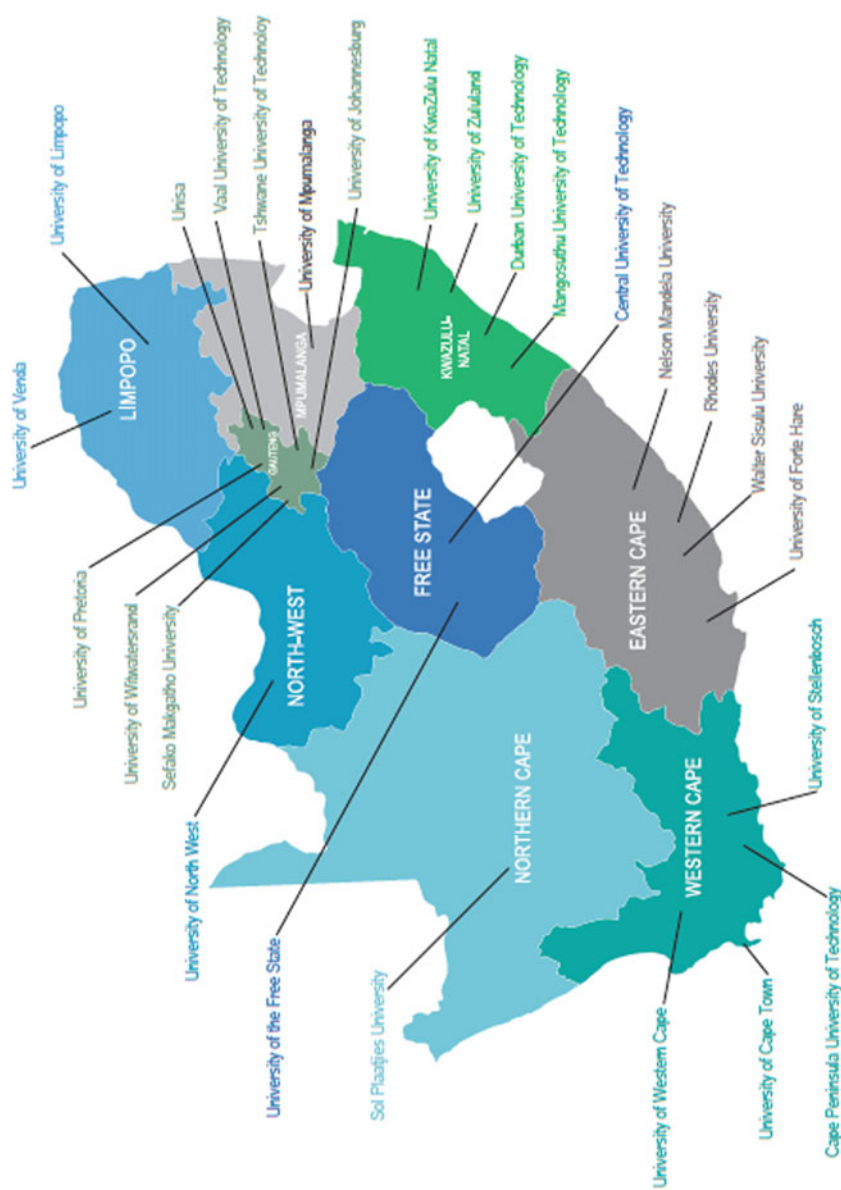 University of Venda
University of Limpopo
LIMPOPO
University of Pretoria
University of Witwatersrand
Sefako Makgatho University
Unisa
Vaal University of Technology
Tshwane University of Technoloy
University of Mpumalanga
University of Johannesburg
GAUTENG
MPUMALANGA
University of North West
NORTH-WEST
University of the Free State
FREE STATE
University of KwaZulu Natal
University of Zululand
Durban University of Technology
Mangosuthu University of Technology
KWAZULU-
NATAL
Central University of Technology
Sol Plaatjies University
NORTHERN CAPE
EASTERN CAPE
Nelson Mandela University
Rhodes University
Walter Sisulu University
University of Forte Hare
WESTERN CAPE
University of Western Cape
University of Cape Town
Cape Peninsula University of Technology
University of Stellenbosch